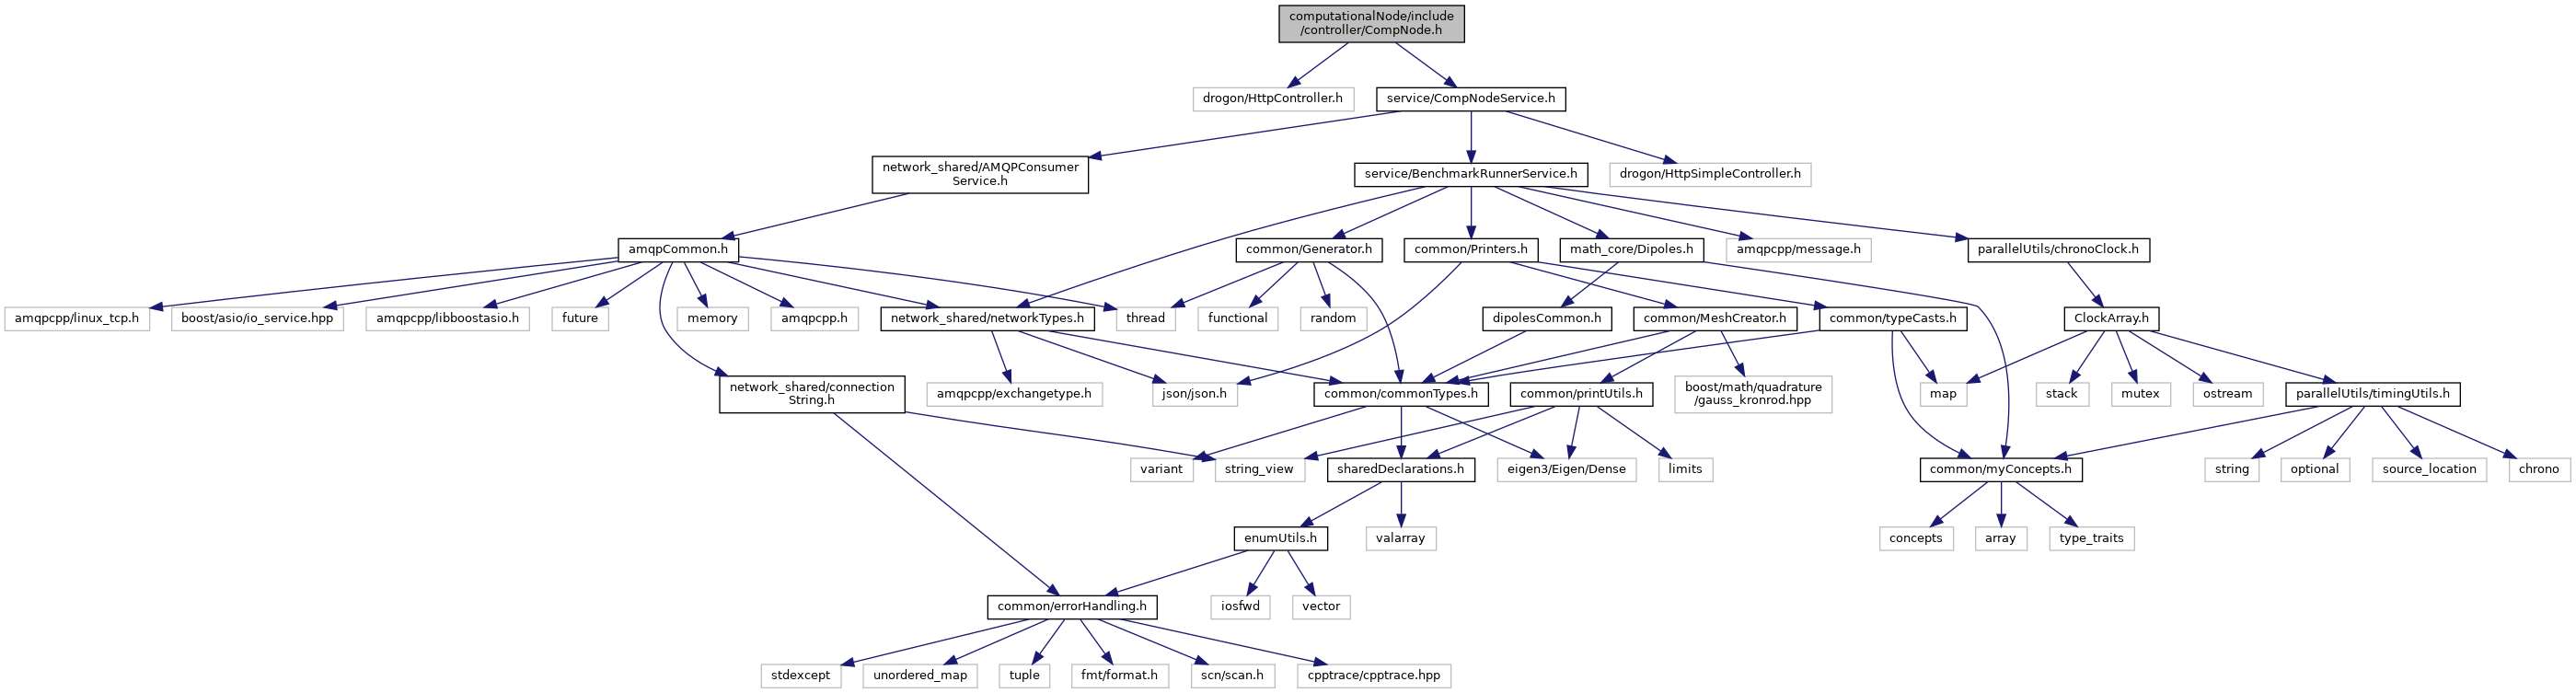 computationalNode/include
/controller/CompNode.h
drogon/HttpController.h
service/CompNodeService.h
network_shared/AMQPConsumer
Service.h
service/BenchmarkRunnerService.h
drogon/HttpSimpleController.h
amqpCommon.h
common/Generator.h
common/Printers.h
math_core/Dipoles.h
amqpcpp/message.h
parallelUtils/chronoClock.h
amqpcpp/linux_tcp.h
boost/asio/io_service.hpp
amqpcpp/libboostasio.h
future
memory
amqpcpp.h
network_shared/networkTypes.h
thread
functional
random
dipolesCommon.h
common/MeshCreator.h
common/typeCasts.h
ClockArray.h
network_shared/connection
String.h
amqpcpp/exchangetype.h
json/json.h
common/commonTypes.h
common/printUtils.h
boost/math/quadrature
/gauss_kronrod.hpp
map
stack
mutex
ostream
parallelUtils/timingUtils.h
variant
string_view
sharedDeclarations.h
eigen3/Eigen/Dense
limits
common/myConcepts.h
string
optional
source_location
chrono
enumUtils.h
valarray
concepts
array
type_traits
common/errorHandling.h
iosfwd
vector
stdexcept
unordered_map
tuple
fmt/format.h
scn/scan.h
cpptrace/cpptrace.hpp